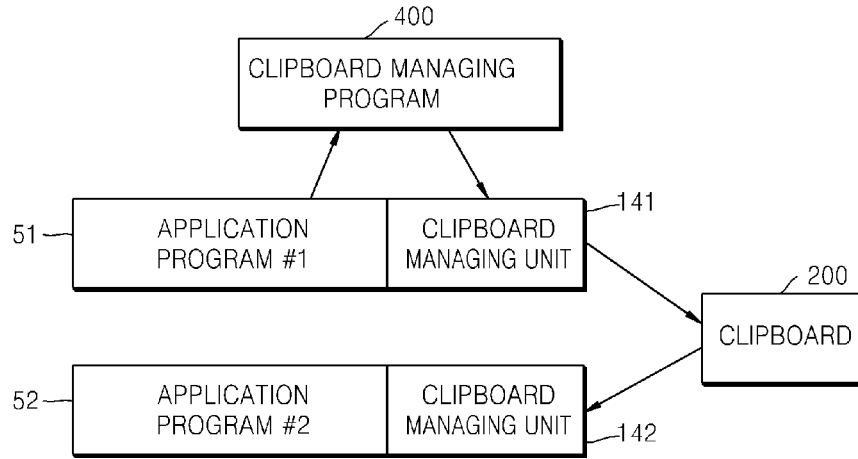 400
CLIPBOARD MANAGING
PROGRAM
51
APPLICATION
PROGRAM #1
CLIPBOARD
MANAGING UNIT
141
200
CLIPBOARD
52
APPLICATION
PROGRAM #2
CLIPBOARD
MANAGING UNIT
142